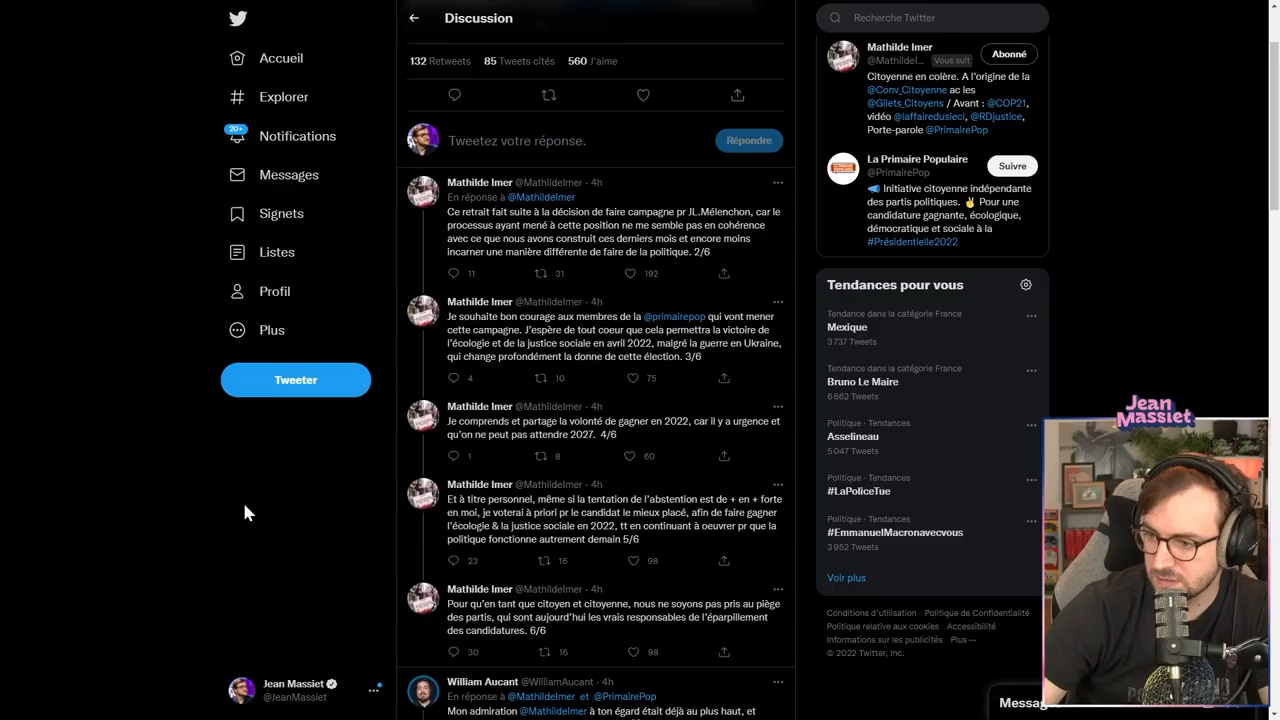 Discussion
Recherche Twitter
Accueil
Explorer
20+
Notifications
Messages
Signets
Listes
Profil
Plus
Tweeter
Jean Massiet
@JeanMassiet
132 Retweets 85 Tweets cités 560 J'aime
Tweetez votre réponse.
Répondre
Mathilde Imer @MathildeImer · 4h
En réponse à @MathildeImer
Ce retrait fait suite à la décision de faire campagne pr JL.Mélenchon, car le
processus ayant mené à cette position ne me semble pas en cohérence
avec ce que nous avons construit ces derniers mois et encore moins
incarner une manière différente de faire de la politique. 2/6
11 31 192
Mathilde Imer @MathildeImer · 4h
Je souhaite bon courage aux membres de la @primairepop qui vont mener
cette campagne. J'espère de tout coeur que cela permettra la victoire de
l'écologie et de la justice sociale en avril 2022, malgré la guerre en Ukraine,
qui change profondément la donne de cette élection. 3/6
4 10 75
Mathilde Imer @MathildeImer · 4h
Je comprends et partage la volonté de gagner en 2022, car il y a urgence et
qu'on ne peut pas attendre 2027. 4/6
1 8 60
Mathilde Imer @MathildeImer · 4h
Et à titre personnel, même si la tentation de l'abstention est de + en + forte
en moi, je voterai à priori pr le candidat le mieux placé, afin de faire gagner
l'écologie & la justice sociale en 2022, tt en continuant à oeuvrer pr que la
politique fonctionne autrement demain 5/6
23 16 98
Mathilde Imer @MathildeImer · 4h
Pour qu'en tant que citoyen et citoyenne, nous ne soyons pas pris au piège
des partis, qui sont aujourd'hui les vrais responsables de l'éparpillement
des candidatures. 6/6
30 16 98
William Aucant @WilliamAucant · 4h
En réponse à @MathildeImer et @PrimairePop
Mon admiration @MathildeImer à ton égard était déjà au plus haut, et
Mathilde Imer
@MathildeI... Vous suit
Abonné
Citoyenne en colère. A l'origine de la
@Conv_Citoyenne ac les
@Gilets_Citoyens / Avant : @COP21,
vidéo @laffairedusiecl, @RDjustice,
Porte-parole @PrimairePop
La Primaire Populaire
@PrimairePop
Suivre
Initiative citoyenne indépendante
des partis politiques. Pour une
candidature gagnante, écologique,
démocratique et sociale à la
#Présidentielle2022
Tendances pour vous
Tendance dans la catégorie France
Mexique
3 737 Tweets
Tendance dans la catégorie France
Bruno Le Maire
6 662 Tweets
Politique · Tendances
Asselineau
5 047 Tweets
Politique · Tendances
#LaPoliceTue
Politique · Tendances
#EmmanuelMacronavecvous
3 952 Tweets
Voir plus
Conditions d'utilisation Politique de Confidentialité
Politique relative aux cookies Accessibilité
Informations sur les publicités Plus
© 2022 Twitter, Inc.
Jean
Massiet